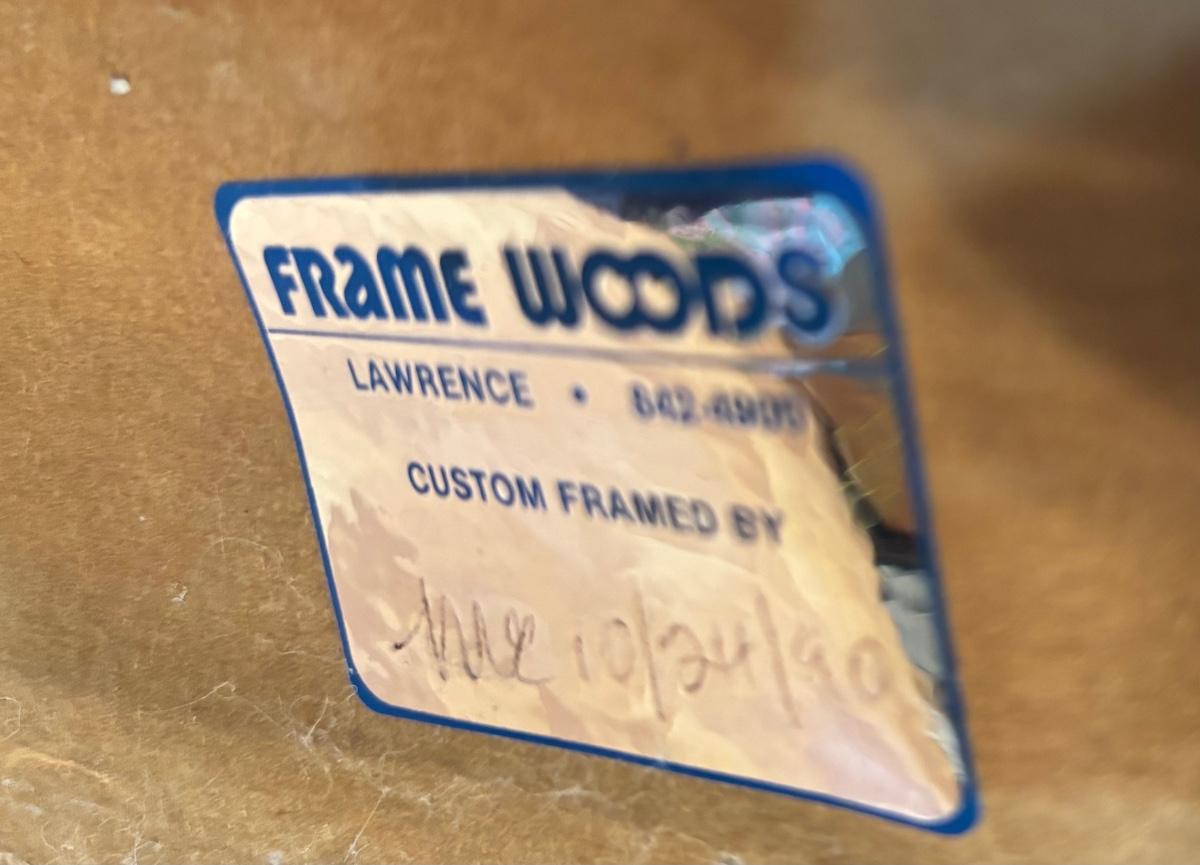 FRAME WOODS
LAWRENCE • 842-4900
CUSTOM FRAMED BY
10/24/90